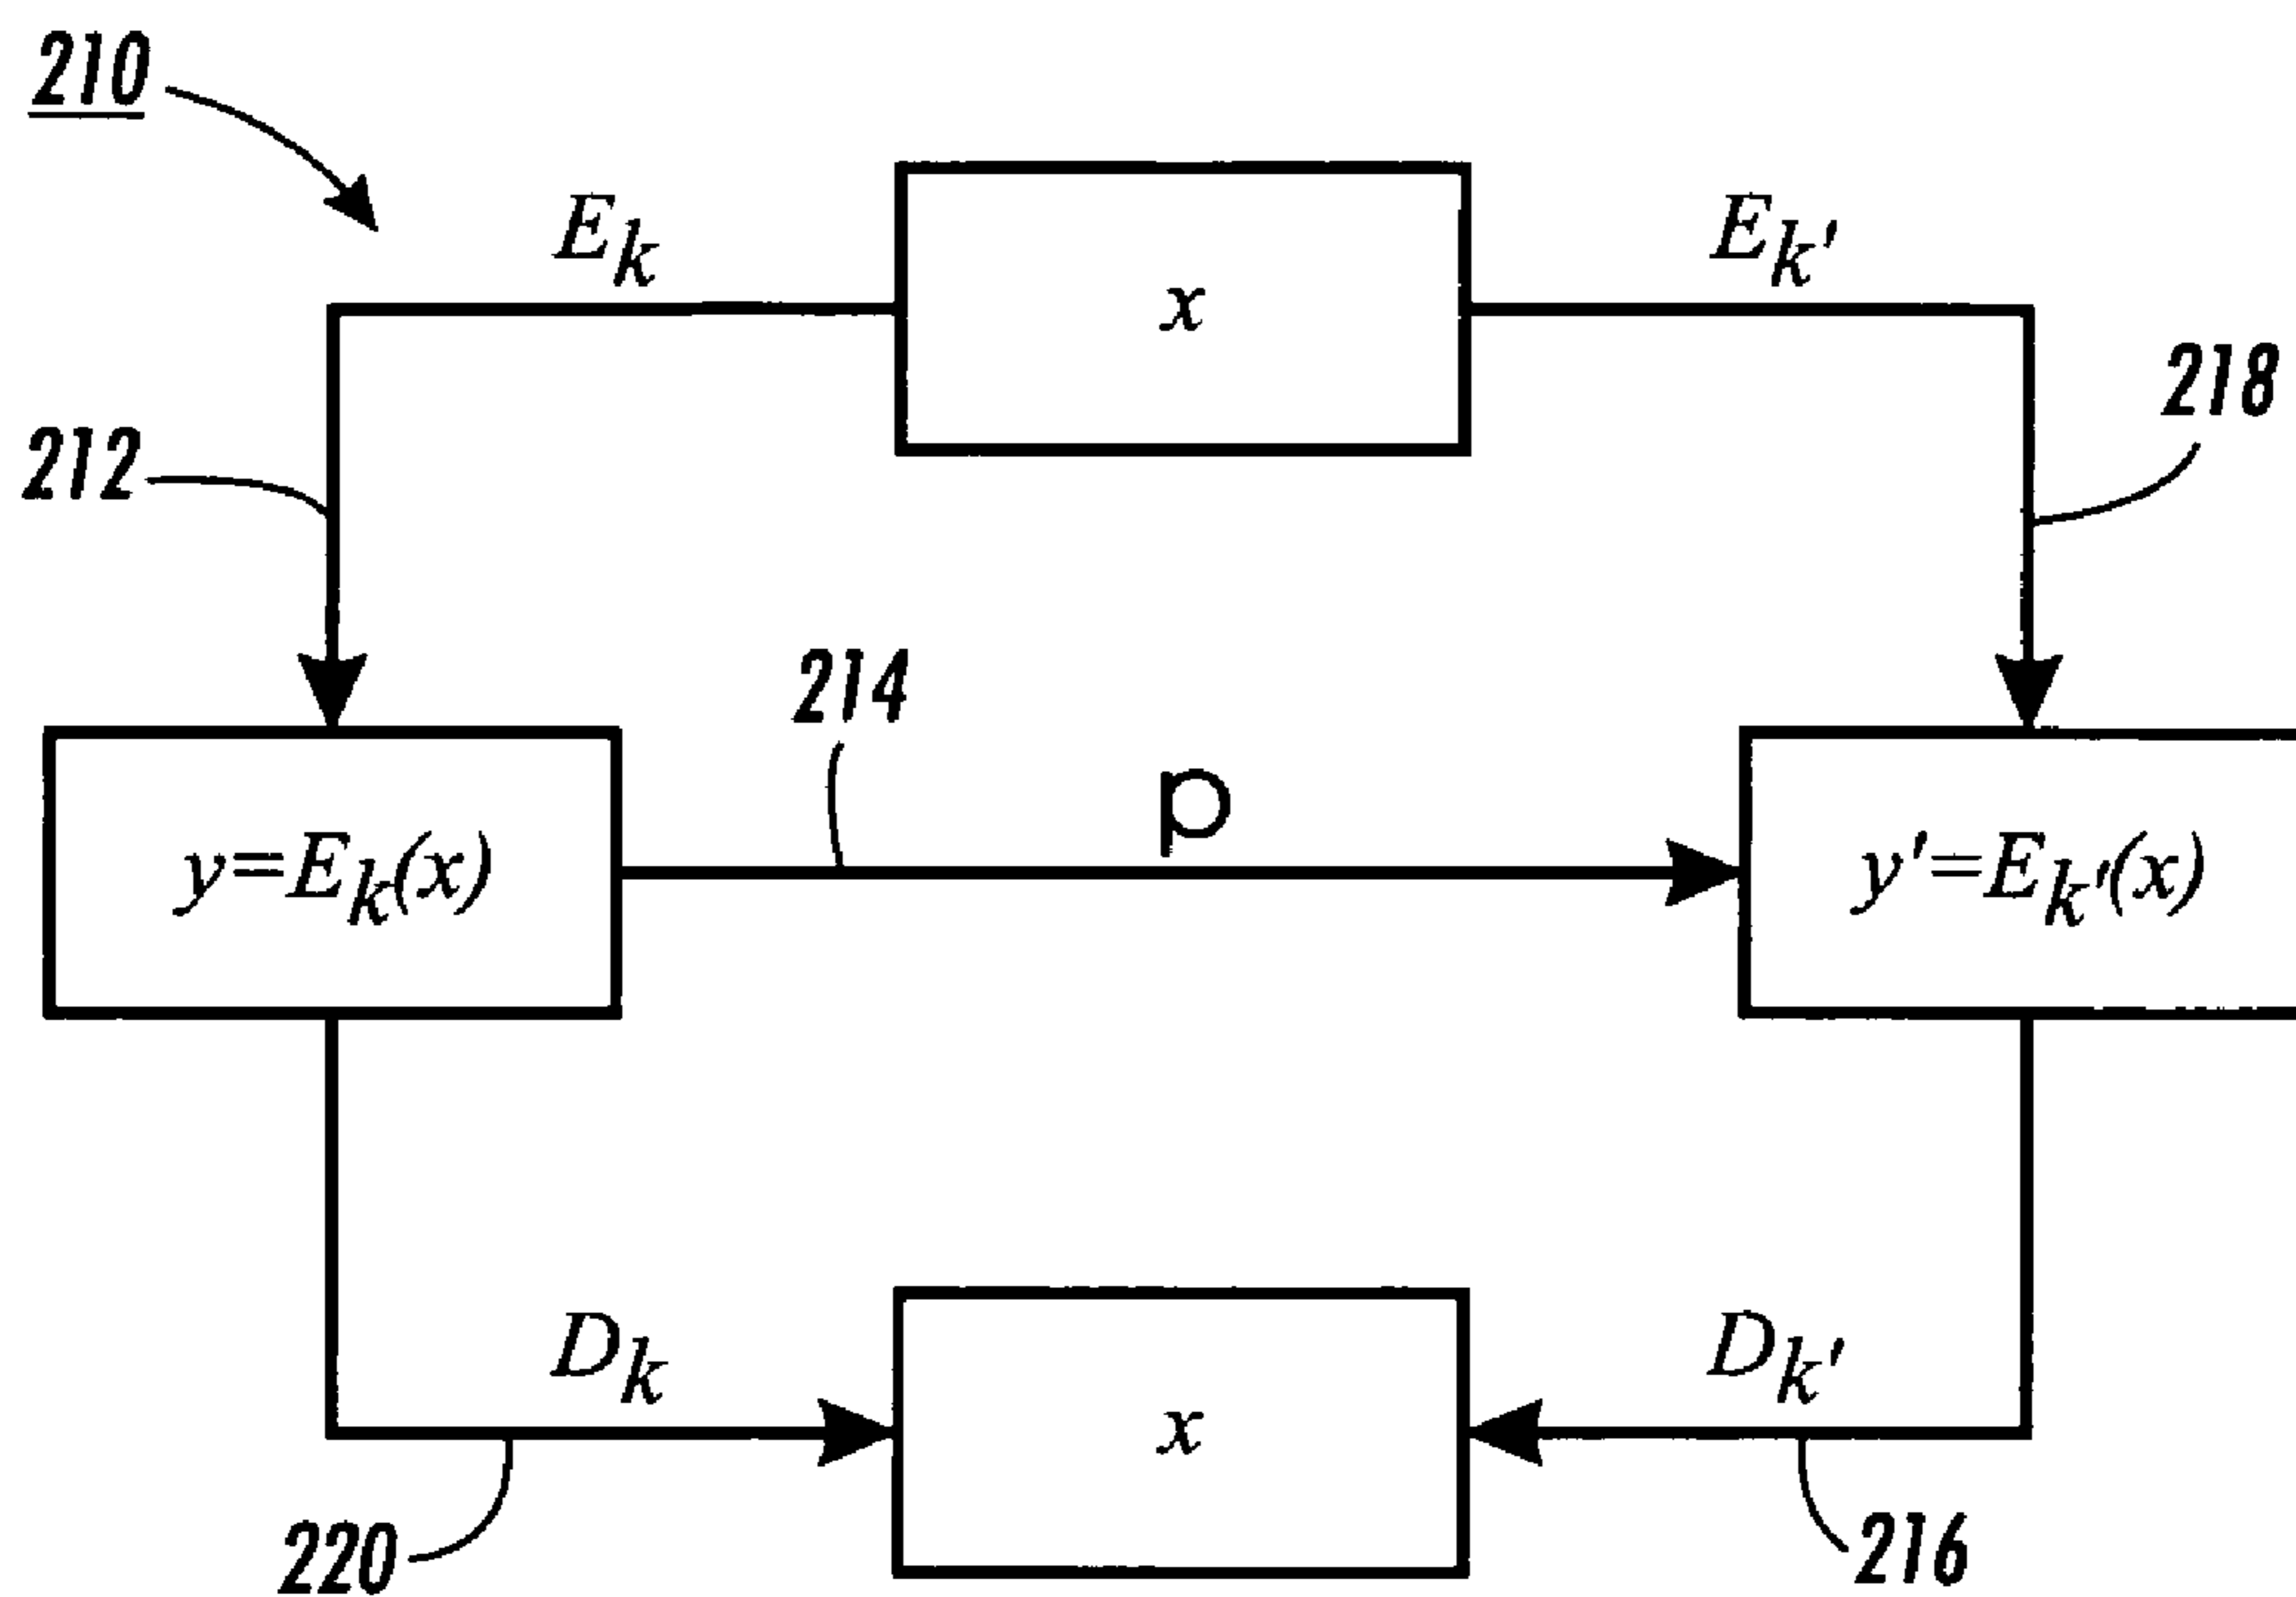 210
E_k
E_k'
x
218
212
214
p
y=E_k(x)
y'=E_k'(x)
D_k
D_k'
x
220
216